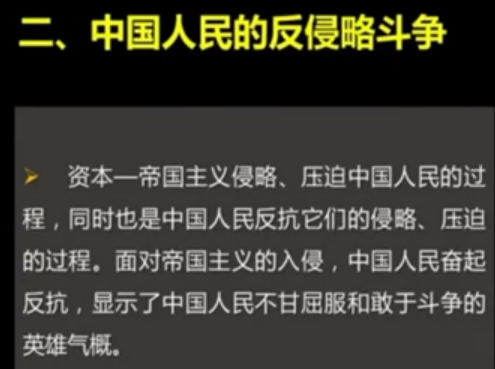 二、中国人民的反侵略斗争
➢ 资本—帝国主义侵略、压迫中国人民的过
程，同时也是中国人民反抗它们的侵略、压迫
的过程。面对帝国主义的入侵，中国人民奋起
反抗，显示了中国人民不甘屈服和敢于斗争的
英雄气概。